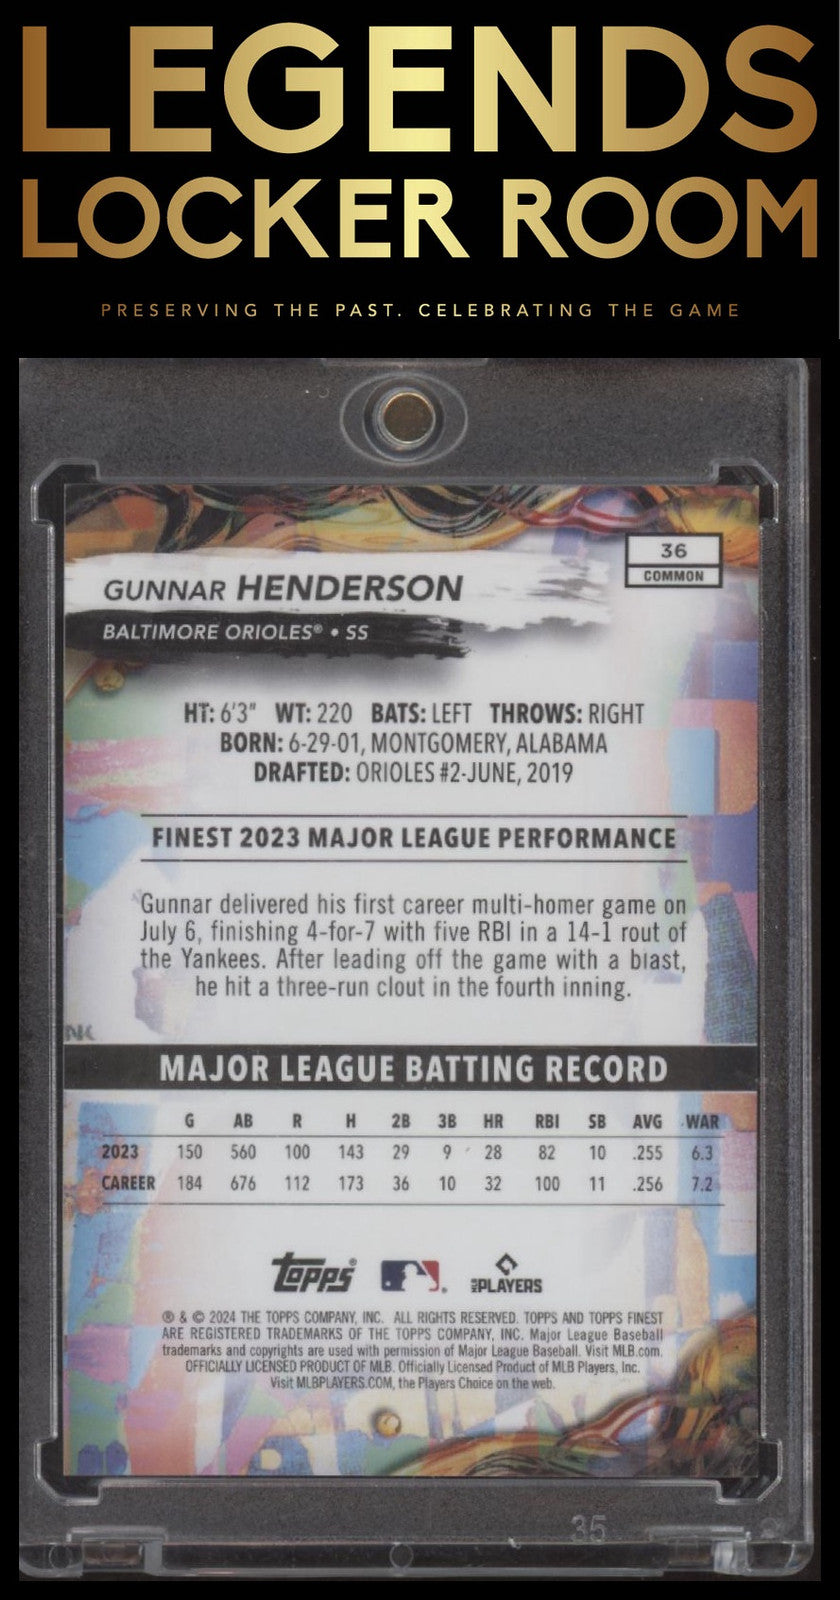 LEGENDS
LOCKER ROOM
PRESERVING THE PAST. CELEBRATING THE GAME
36
COMMON
GUNNAR HENDERSON
BALTIMORE ORIOLES® • SS
HT: 6'3" WT: 220 BATS: LEFT THROWS: RIGHT
BORN: 6-29-01, MONTGOMERY, ALABAMA
DRAFTED: ORIOLES #2-JUNE, 2019
FINEST 2023 MAJOR LEAGUE PERFORMANCE
Gunnar delivered his first career multi-homer game on
July 6, finishing 4-for-7 with five RBI in a 14-1 rout of
the Yankees. After leading off the game with a blast,
he hit a three-run clout in the fourth inning.
NK
MAJOR LEAGUE BATTING RECORD
G AB R H 2B 3B HR RBI SB AVG WAR
2023 150 560 100 143 29 9 28 82 10 .255 6.3
CAREER 184 676 112 173 36 10 32 100 11 .256 7.2
Topps® MLB PLAYERS
® & © 2024 THE TOPPS COMPANY, INC. ALL RIGHTS RESERVED. TOPPS AND TOPPS FINEST
ARE REGISTERED TRADEMARKS OF THE TOPPS COMPANY, INC. Major League Baseball
trademarks and copyrights are used with permission of Major League Baseball. Visit MLB.com.
OFFICIALLY LICENSED PRODUCT OF MLB. Officially Licensed Product of MLB Players, Inc.
Visit MLBPLAYERS.COM, the Players Choice on the web.
35